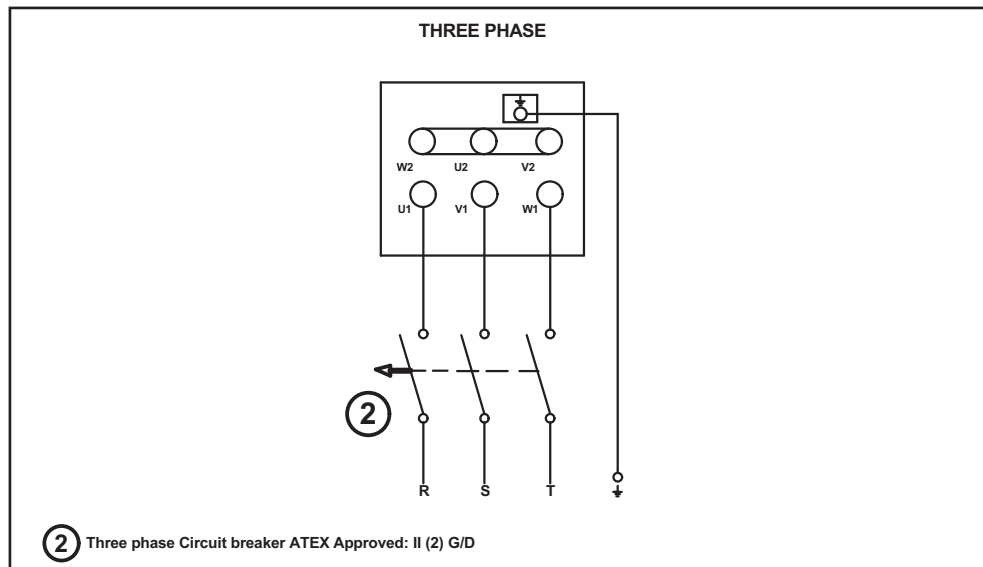 THREE PHASE
W2 U2 V2
U1 V1 W1
2
R S T
2 Three phase Circuit breaker ATEX Approved: II (2) G/D